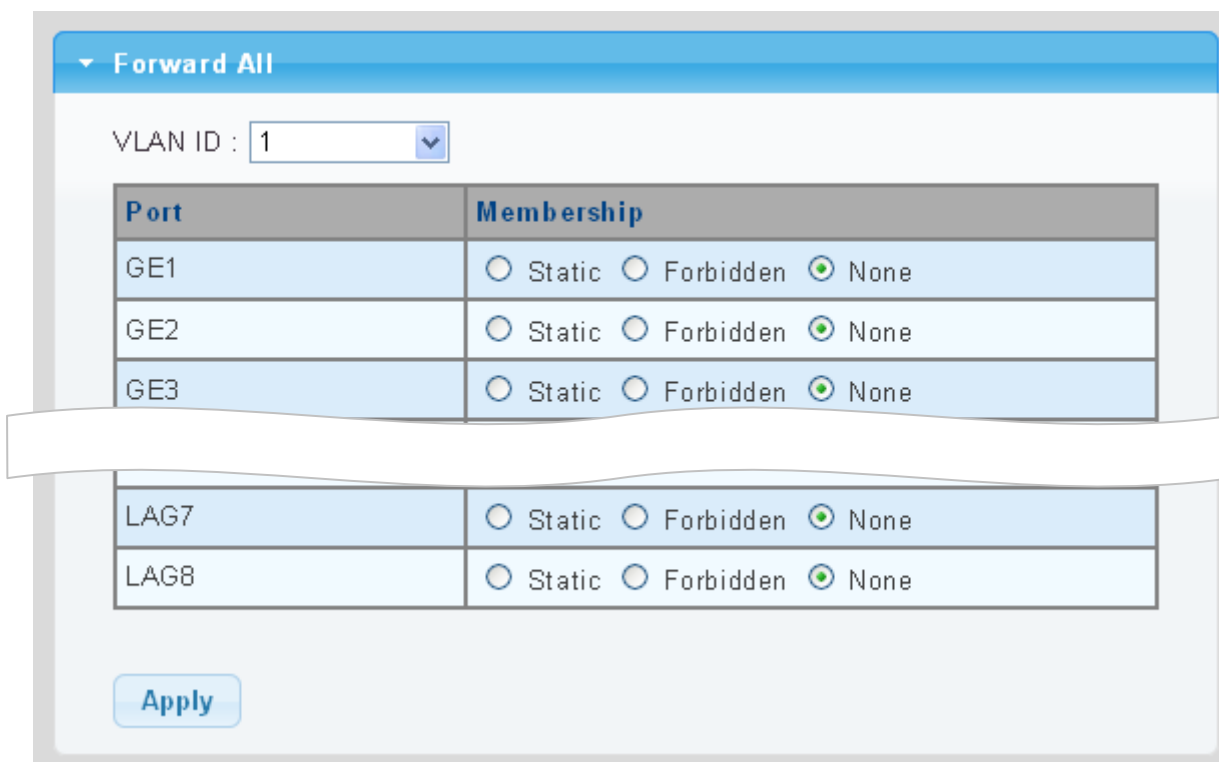 Forward All
VLAN ID : 1
Port Membership
GE1 Static Forbidden None
GE2 Static Forbidden None
GE3 Static Forbidden None
LAG7 Static Forbidden None
LAG8 Static Forbidden None
Apply